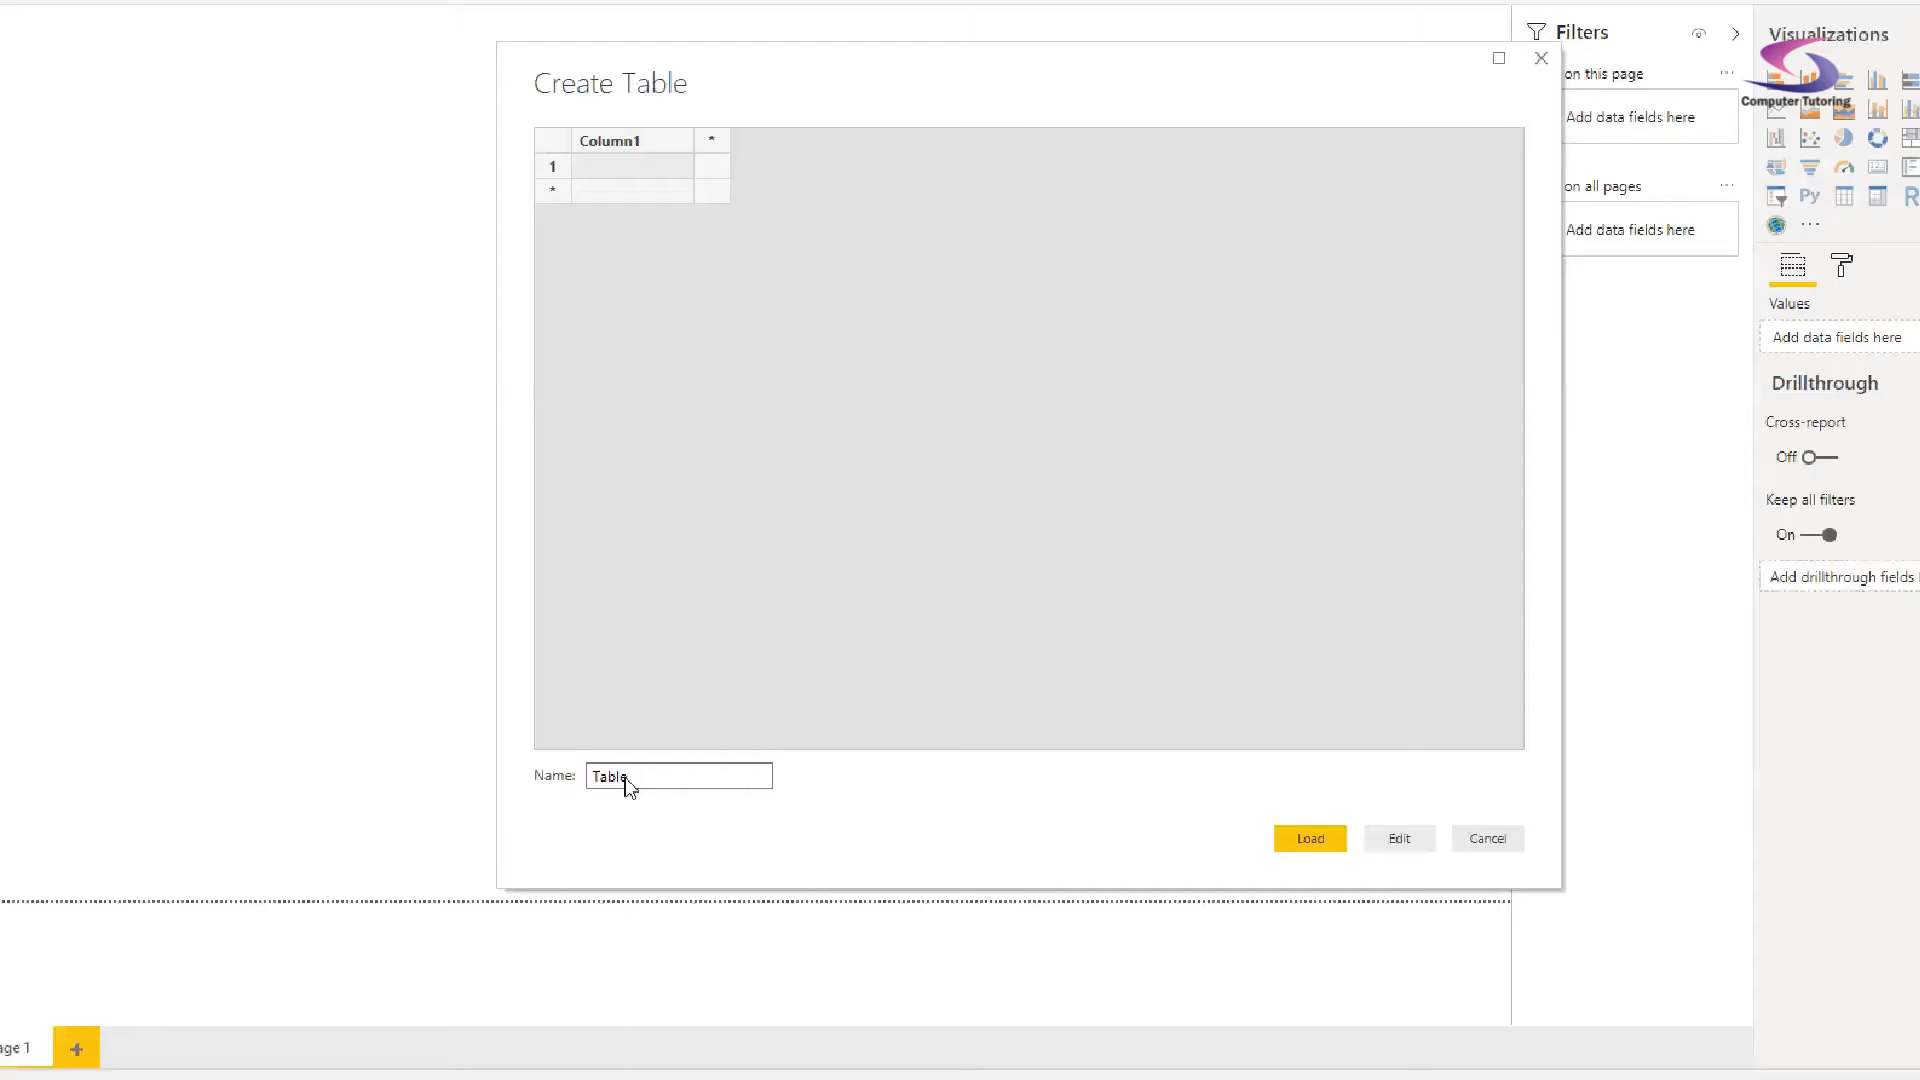 Filters
Visualizations
Create Table
on this page
Computer Tutoring
Add data fields here
Column1 *
1
*
on all pages
Py
R
Add data fields here
Values
Add data fields here
Drillthrough
Cross-report
Off
Keep all filters
On
Add drillthrough fields
Name: Table
Load Edit Cancel
age 1 +